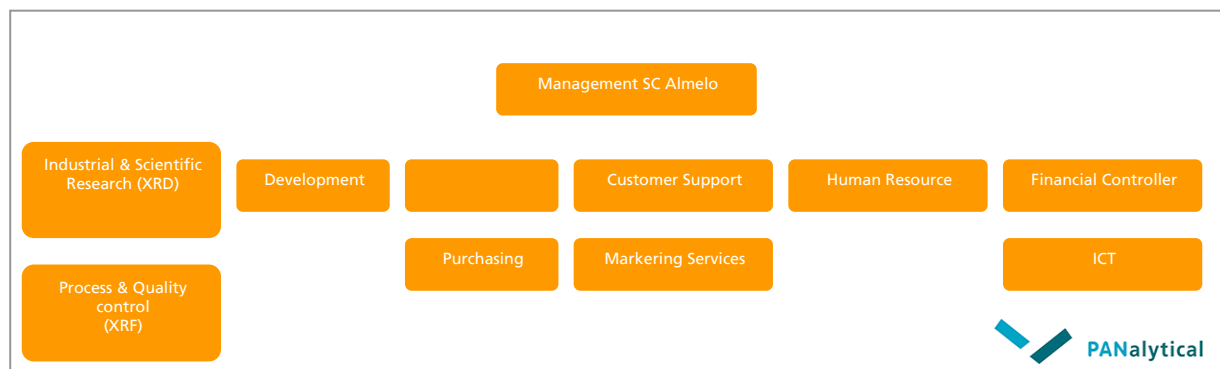 Management SC Almelo
Industrial & Scientific
Research (XRD)
Development
Customer Support
Human Resource
Financial Controller
Purchasing
Markering Services
ICT
Process & Quality
control
(XRF)
PANalytical